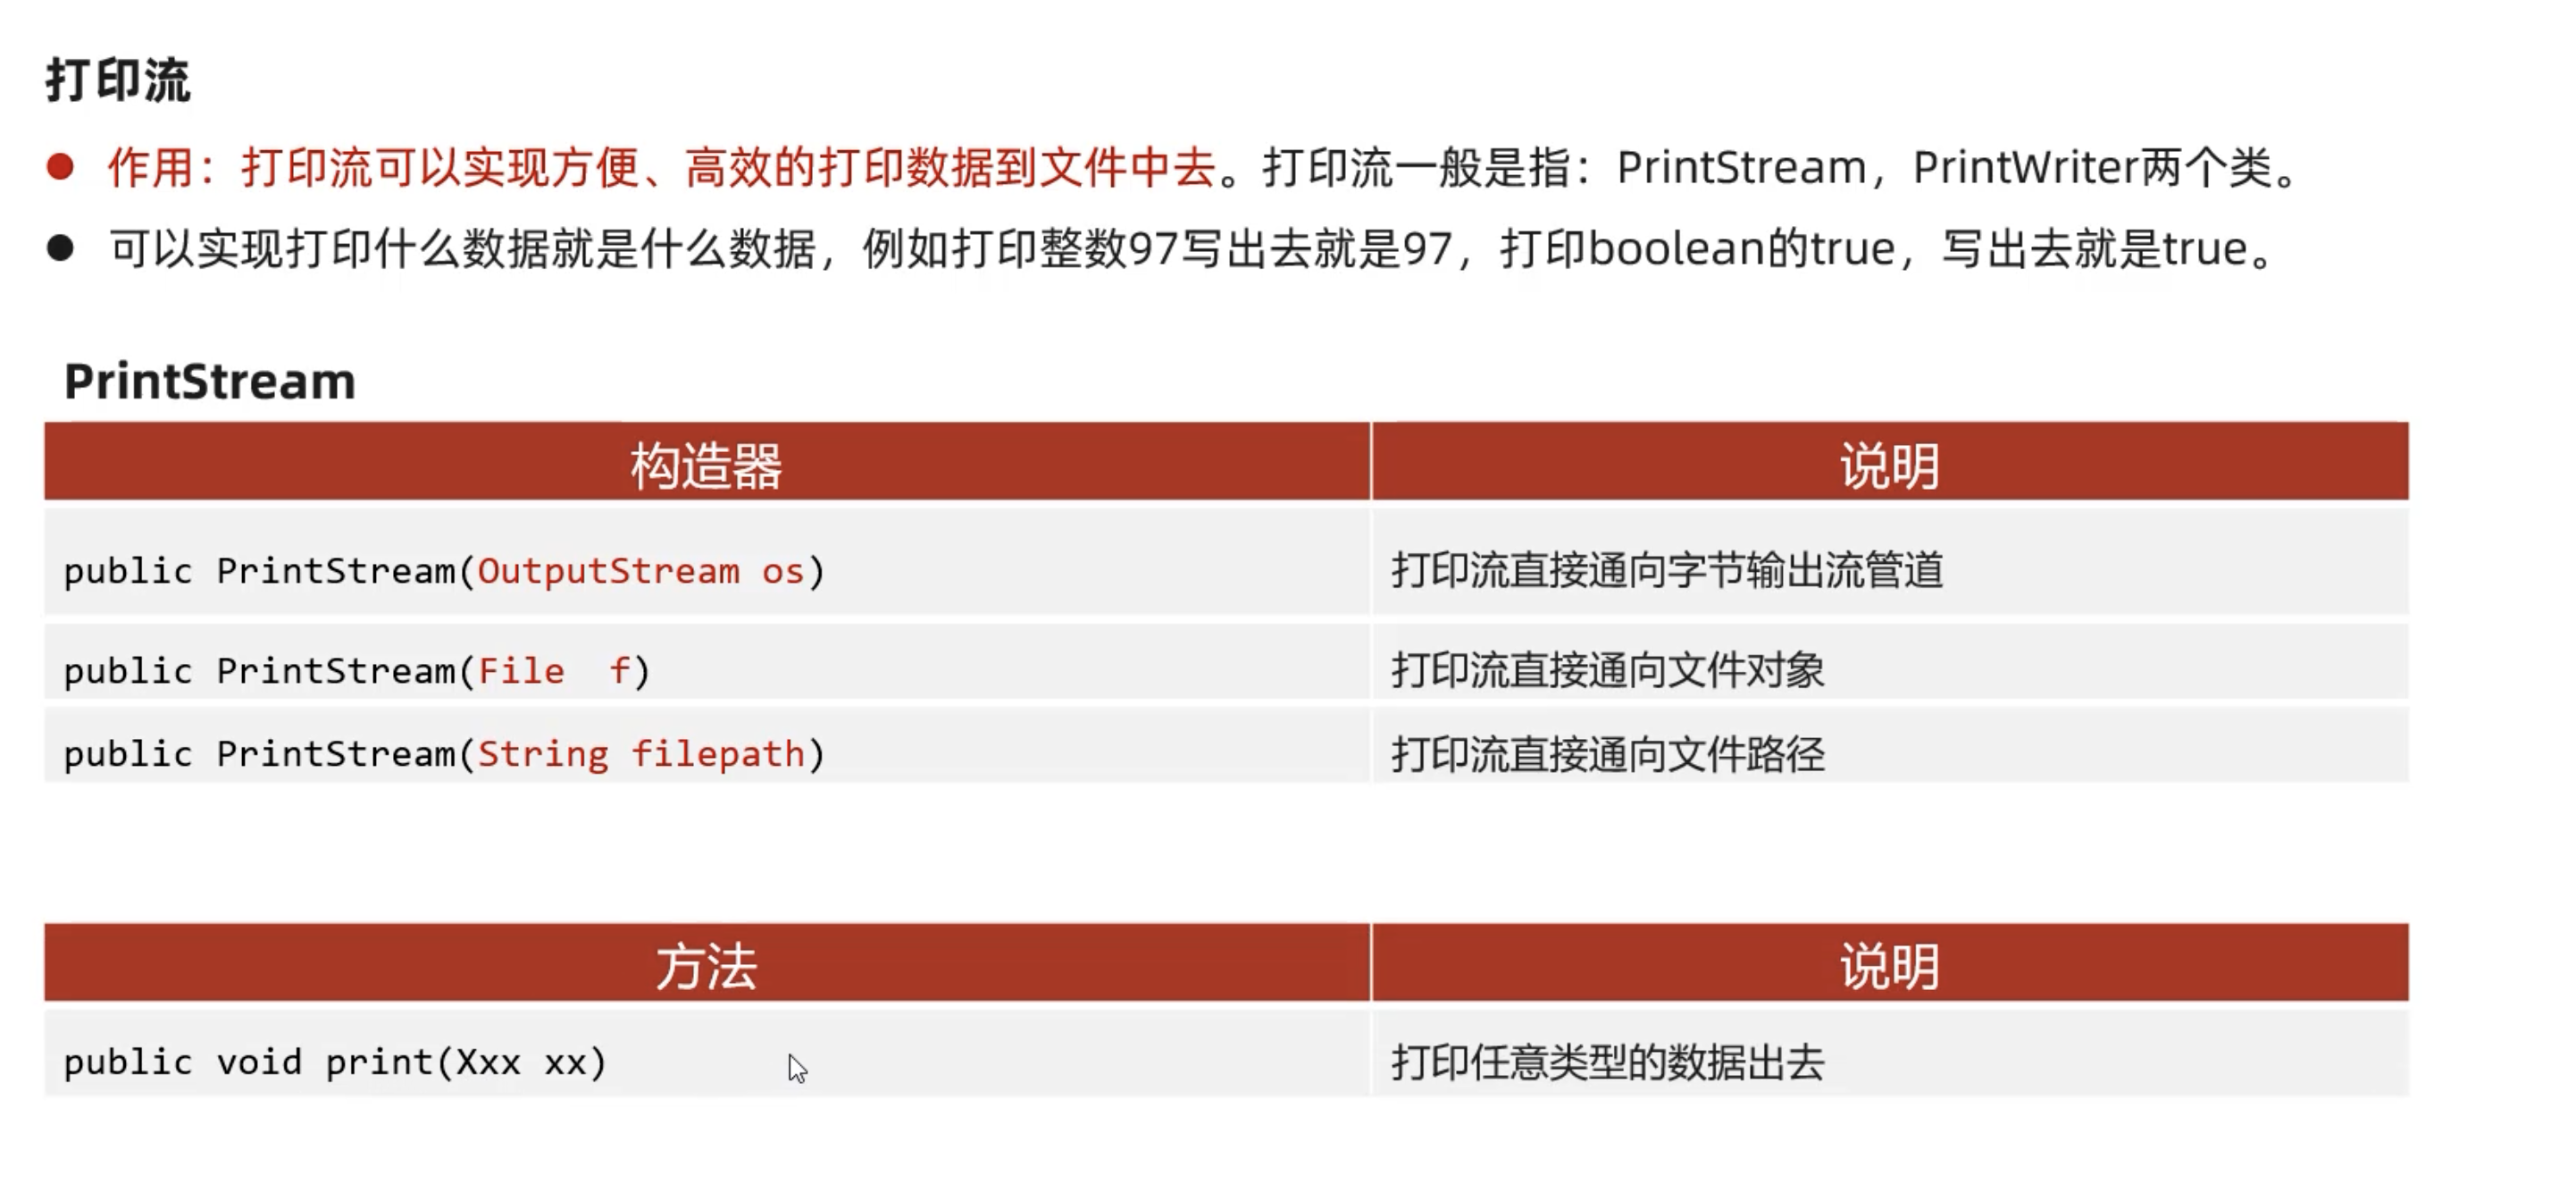 打印流
作用：打印流可以实现方便、高效的打印数据到文件中去。打印流一般是指：PrintStream，PrintWriter两个类。
可以实现打印什么数据就是什么数据，例如打印整数97写出去就是97，打印boolean的true，写出去就是true。
PrintStream
构造器 说明
public PrintStream(OutputStream os) 打印流直接通向字节输出流管道
public PrintStream(File  f) 打印流直接通向文件对象
public PrintStream(String filepath) 打印流直接通向文件路径
方法 说明
public void print(Xxx xx) 打印任意类型的数据出去